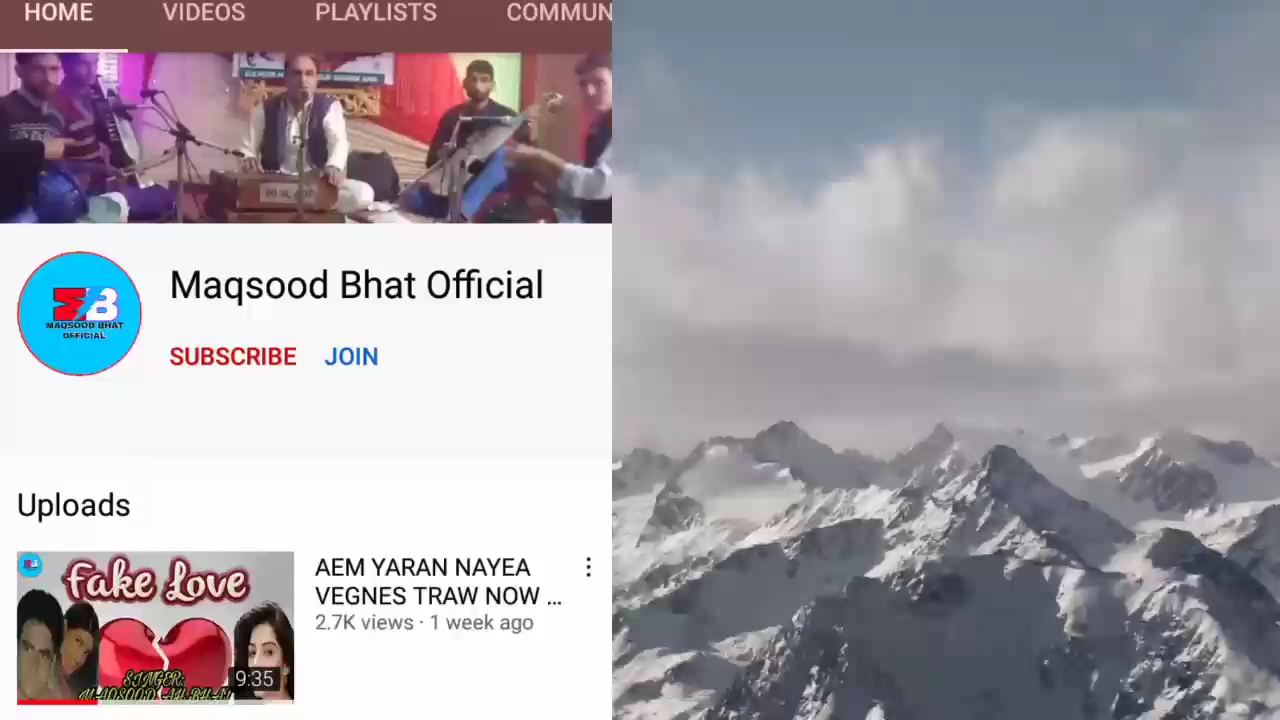 HOME VIDEOS PLAYLISTS COMMUN
Maqsood Bhat Official
MB
MAQSOOD BHAT
OFFICIAL
SUBSCRIBE JOIN
Uploads
Fake Love
SINGER:
9:35
AEM YARAN NAYEA
VEGNES TRAW NOW ...
2.7K views · 1 week ago